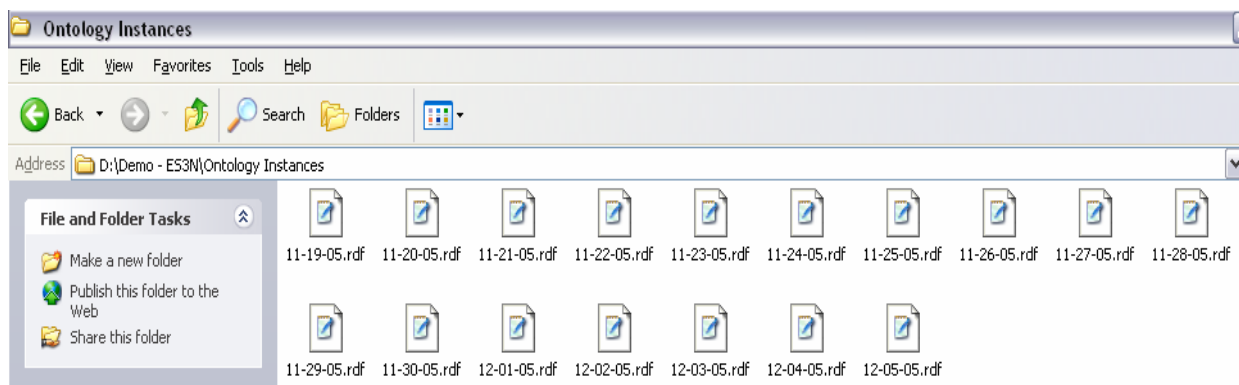 Ontology Instances
File Edit View Favorites Tools Help
Back Search Folders
Address D:\Demo - ES3N\Ontology Instances
File and Folder Tasks
Make a new folder
Publish this folder to the
Web
Share this folder
11-19-05.rdf 11-20-05.rdf 11-21-05.rdf 11-22-05.rdf 11-23-05.rdf 11-24-05.rdf 11-25-05.rdf 11-26-05.rdf 11-27-05.rdf 11-28-05.rdf
11-29-05.rdf 11-30-05.rdf 12-01-05.rdf 12-02-05.rdf 12-03-05.rdf 12-04-05.rdf 12-05-05.rdf